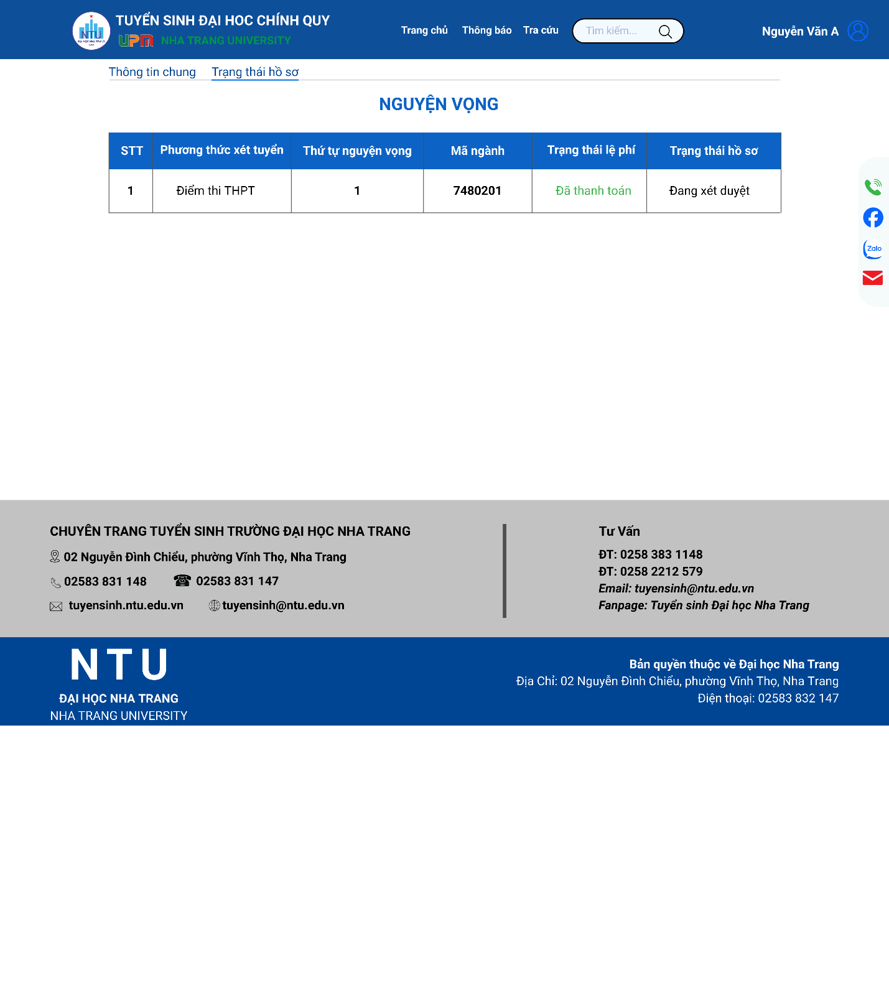 TUYỂN SINH ĐẠI HOC CHÍNH QUY
UPM NHA TRANG UNIVERSITY
NTU
ĐẠI HỌC NHA TRANG
1959
Trang chủ Thông báo Tra cứu Tìm kiếm... Nguyễn Văn A
Thông tin chung Trạng thái hồ sơ
NGUYỆN VỌNG
STT Phương thức xét tuyển Thứ tự nguyện vọng Mã ngành Trạng thái lệ phí Trạng thái hồ sơ
1 Điểm thi THPT 1 7480201 Đã thanh toán Đang xét duyệt
Zalo
CHUYÊN TRANG TUYỂN SINH TRƯỜNG ĐẠI HỌC NHA TRANG
02 Nguyễn Đình Chiểu, phường Vĩnh Thọ, Nha Trang
02583 831 148 02583 831 147
tuyensinh.ntu.edu.vn tuyensinh@ntu.edu.vn
Tư Vấn
ĐT: 0258 383 1148
ĐT: 0258 2212 579
Email: tuyensinh@ntu.edu.vn
Fanpage: Tuyển sinh Đại học Nha Trang
NTU
ĐẠI HỌC NHA TRANG
NHA TRANG UNIVERSITY
Bản quyền thuộc về Đại học Nha Trang
Địa Chỉ: 02 Nguyễn Đình Chiểu, phường Vĩnh Thọ, Nha Trang
Điện thoại: 02583 832 147